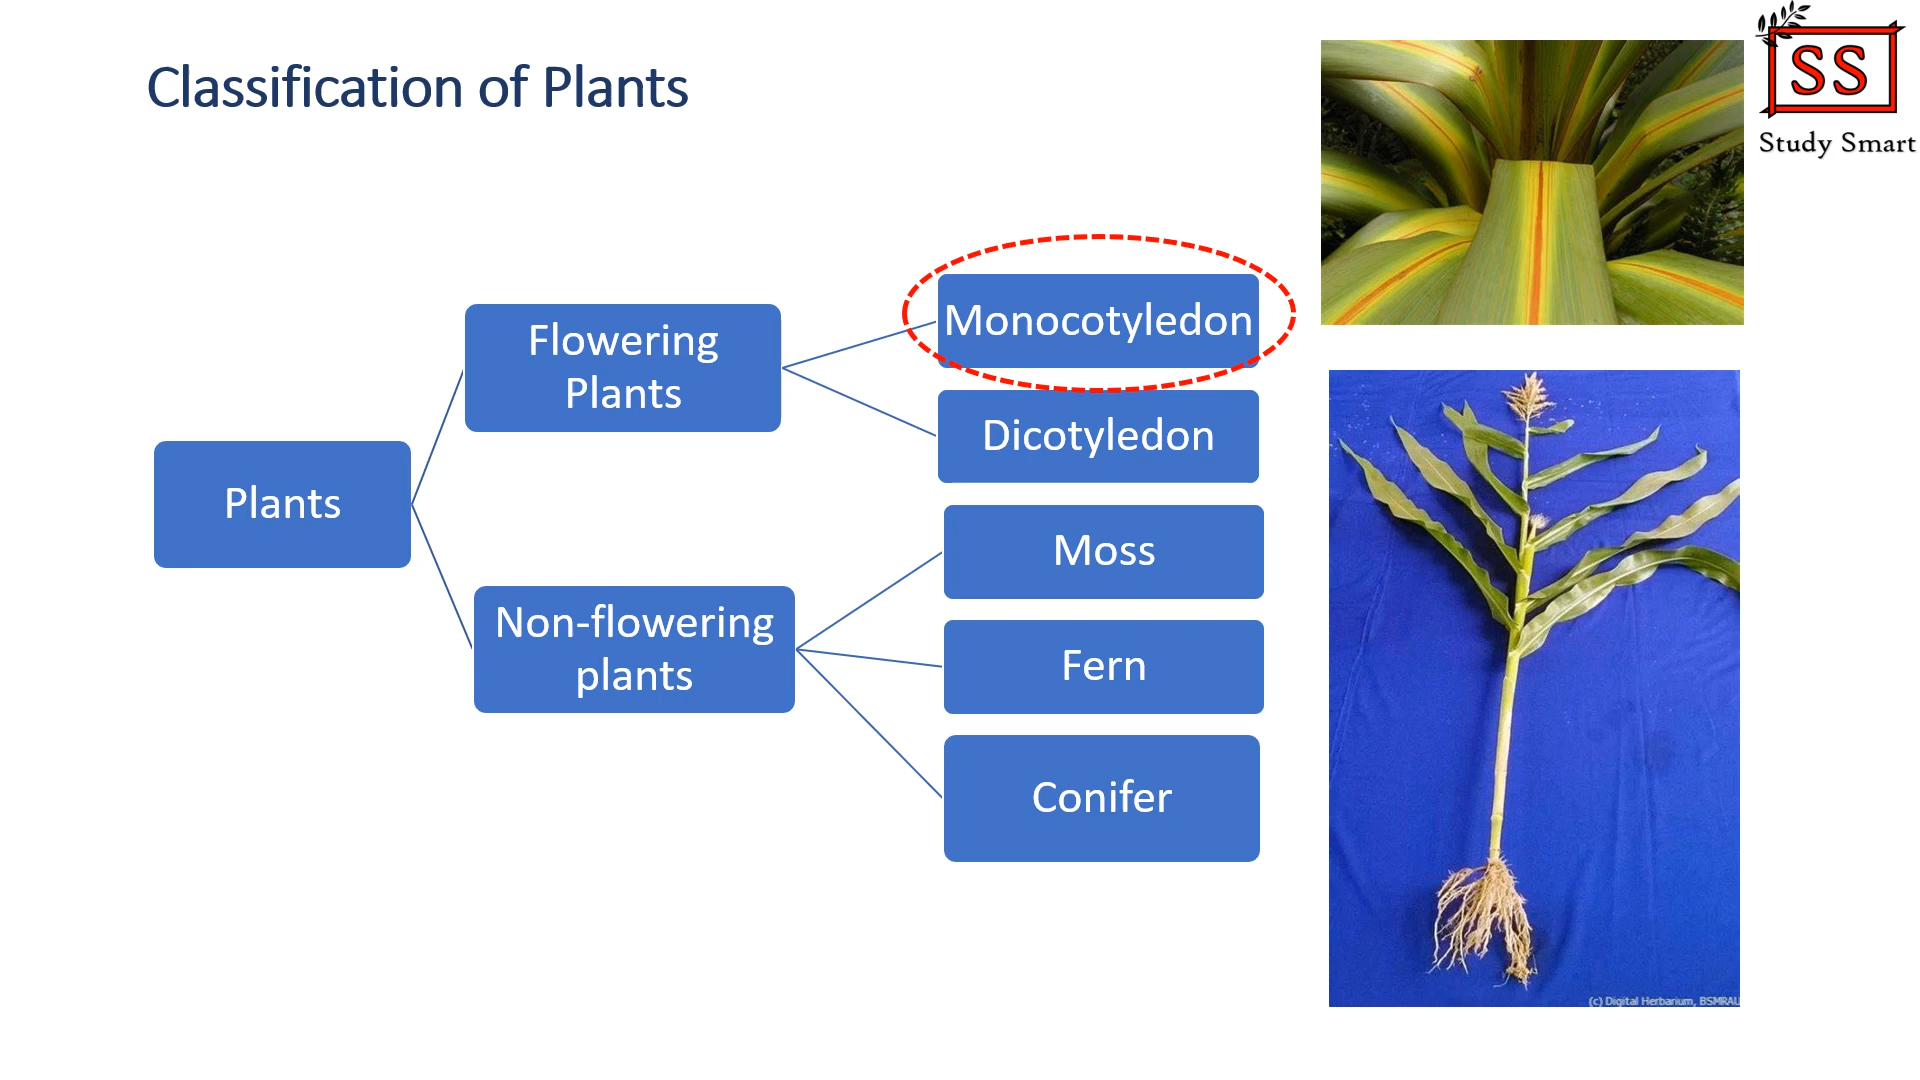 Classification of Plants
SS
Study Smart
Plants
Flowering
Plants
Non-flowering
plants
Monocotyledon
Dicotyledon
Moss
Fern
Conifer
(c) Digital Herbarium, BSMRAU